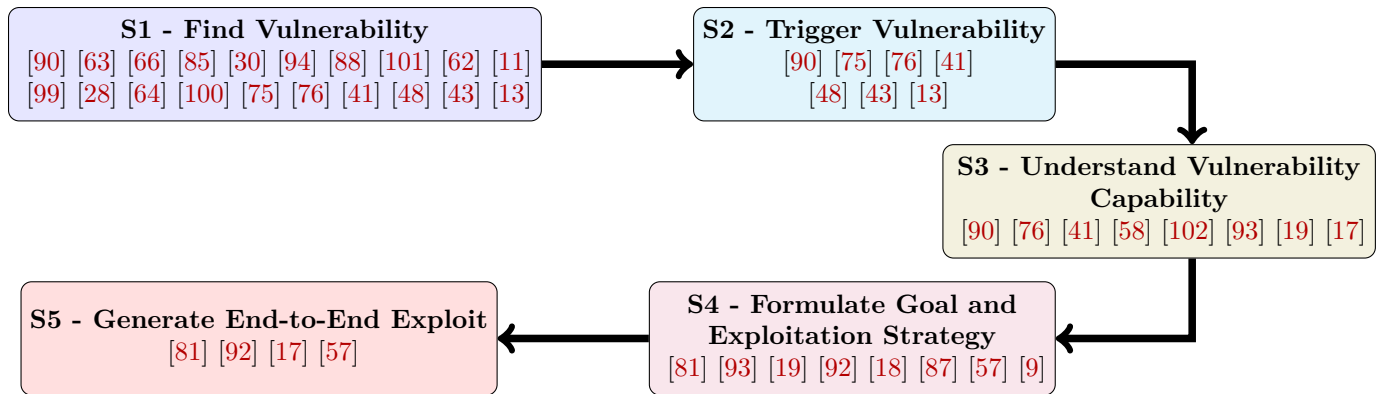 S1 - Find Vulnerability
[90] [63] [66] [85] [30] [94] [88] [101] [62] [11]
[99] [28] [64] [100] [75] [76] [41] [48] [43] [13]
S2 - Trigger Vulnerability
[90] [75] [76] [41]
[48] [43] [13]
S3 - Understand Vulnerability
Capability
[90] [76] [41] [58] [102] [93] [19] [17]
S4 - Formulate Goal and
Exploitation Strategy
[81] [93] [19] [92] [18] [87] [57] [9]
S5 - Generate End-to-End Exploit
[81] [92] [17] [57]